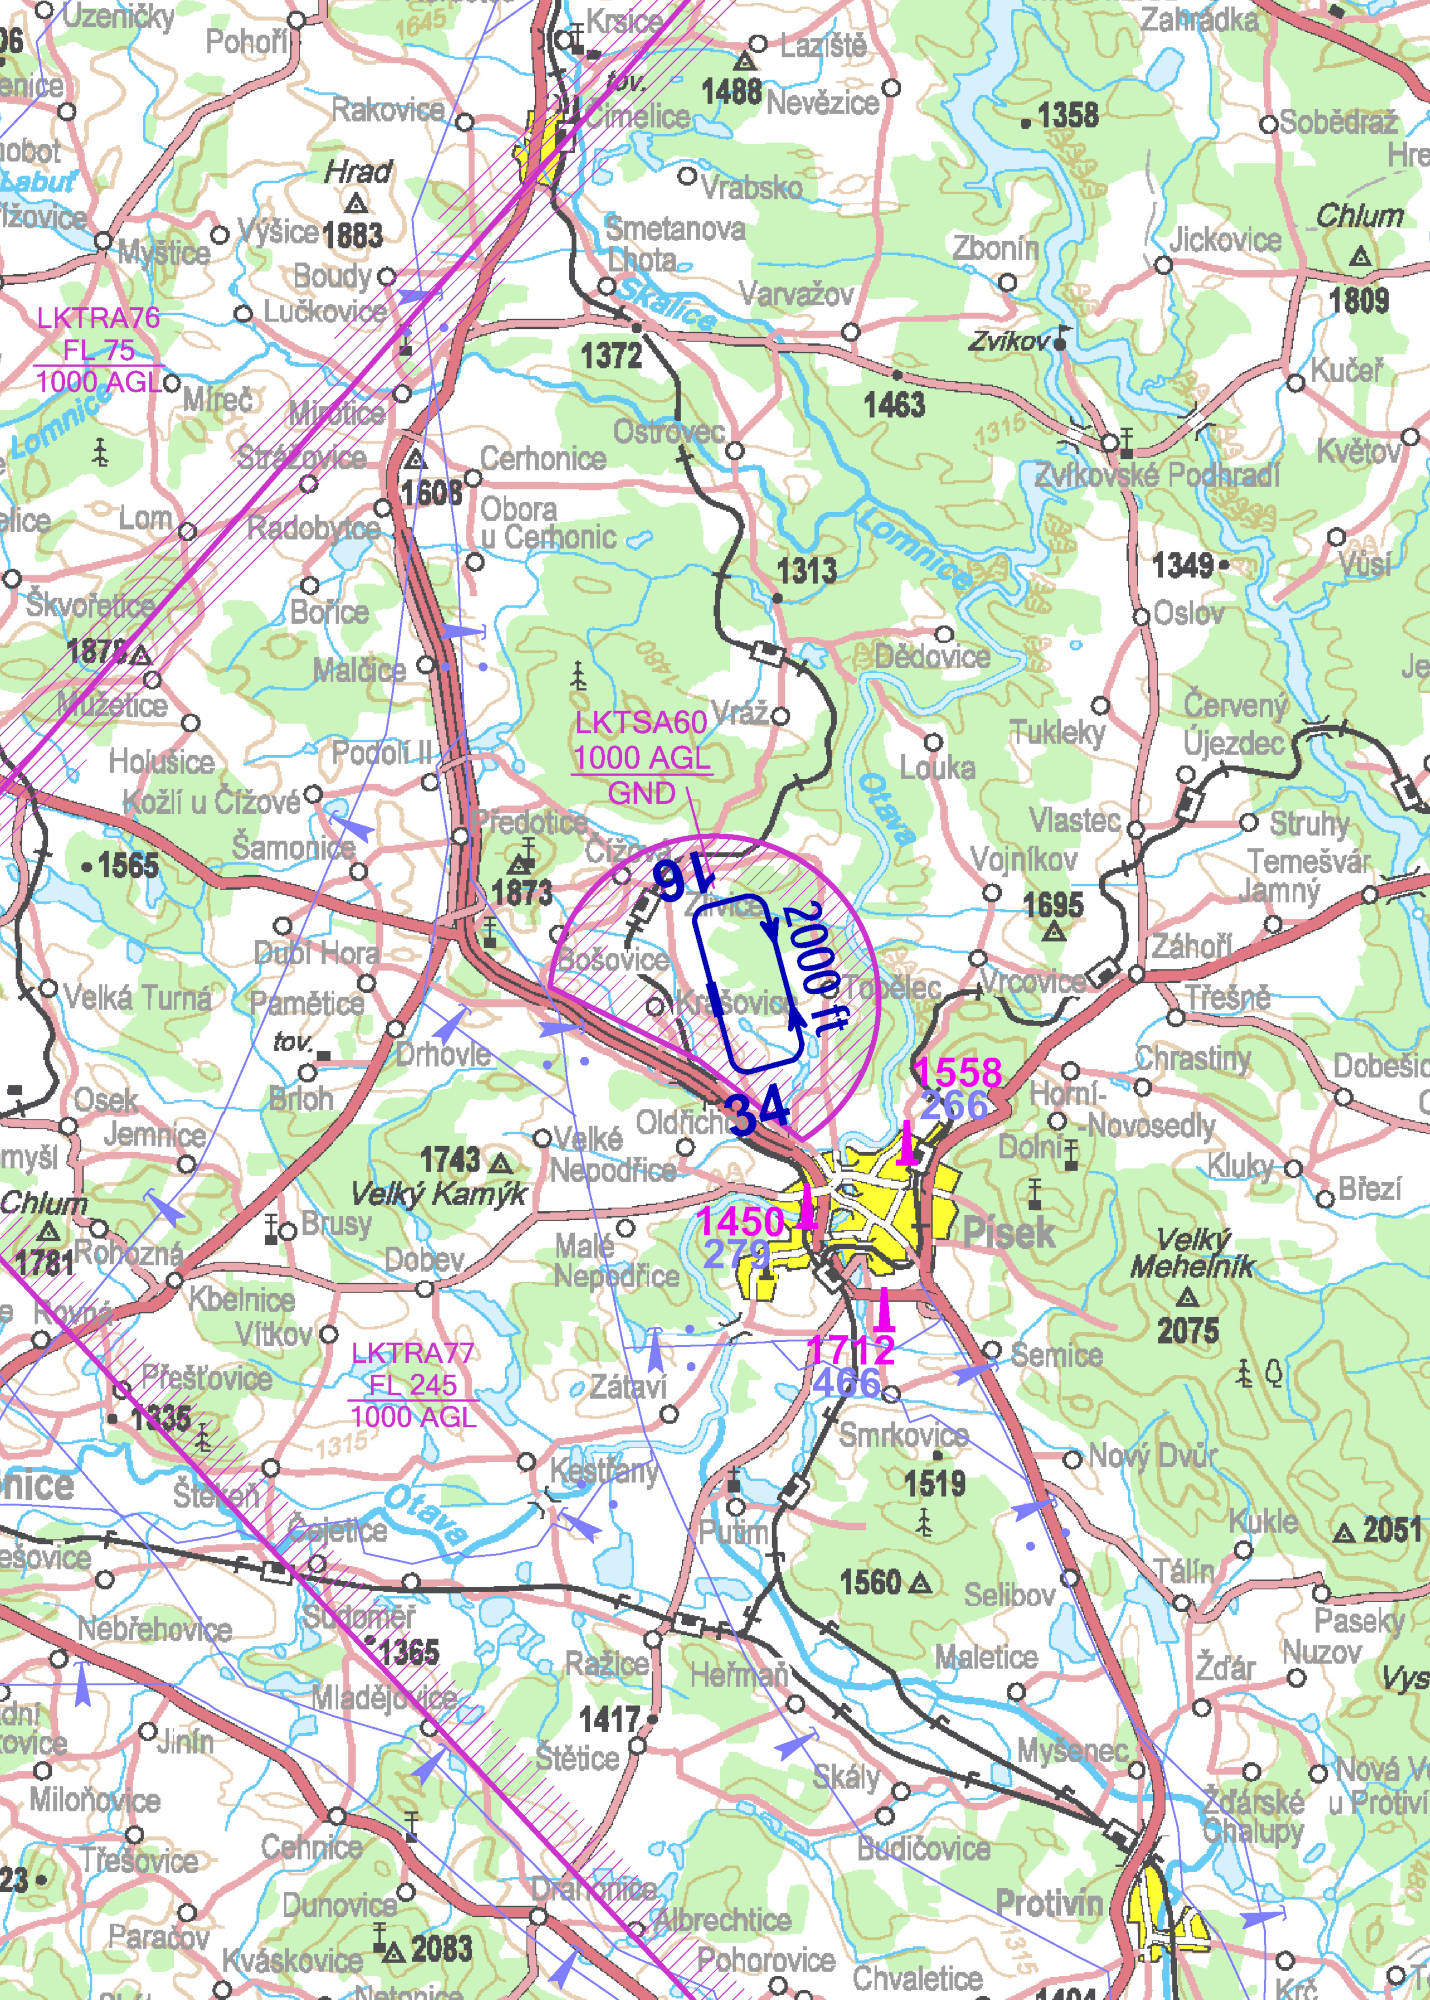 Uzeničky
Pohoří
1645
Krsice
Laziště
Zahrádka
tov.
1488
Nevězice
Rakovice
Čimelice
1358
Sobědraž
Hrad
1883
Vrabsko
Myštice
Výšice
Smetanova
Lhota
Zbonín
Jickovice
Chlum
1809
Boudy
Lučkovice
Skalice
Varvažov
LKTRA76
FL 75
1000 AGL
1372
Zvíkov
Kučeř
Míreč
Mirotice
1463
Lomnice
Strážovice
Cerhonice
Ostrovec
1315
Zvíkovské Podhradí
Květov
1608
Lom
Radobytce
Obora
u Cerhonic
Lomnice
1313
1349
Vůsí
Škvořetice
Bořice
Oslov
1878
Malčice
480
Dědovice
Mužetice
LKTSA60
1000 AGL
GND
Vráž
Tukleky
Červený
Újezdec
Holušice
Podolí II
Louka
Kožlí u Čížové
Otava
Vlastec
Struhy
Předotice
Šamonice
Čížová
Vojníkov
Temešvár
Jamný
1565
1873
16
Zlivice
1695
2000 ft
Dubí Hora
Bošovice
Záhoří
Velká Turná
Pamětice
Krašovice
Topělec
Vrcovice
Třešně
tov.
Drhovle
Chrastiny
1558
266
Brloh
Horní-
-Novosedly
Dolní-
Osek
34
Jemnice
Velké
Nepodřice
1743
Velký Kamýk
Kluky
Březí
Chlum
1781
Rohozná
Brusy
1450
279
Písek
Velký
Mehelník
2075
Dobev
Malé
Nepodřice
Kbelnice
Rovná
Vítkov
LKTRA77
FL 245
1000 AGL
1712
466
Semice
Přešťovice
1335
Zátaví
1315
Smrkovice
1519
Nový Dvůr
Štěkeň
Kestřany
Otava
Putim
Kukle
2051
Čejetice
1560
Selibov
Tálín
Paseky
Nebřehovice
Sudoměř
1365
Ražice
Heřmaň
Maletice
Žďár
Nuzov
Mladějovice
1417
Jinín
Štětice
Myšenec
Skály
Miloňovice
Žďárské
Chalupy
Cehnice
Třešovice
Budičovice
Dunovice
Drahonice
Protivín
1480
Albrechtice
1315
Paračov
Kváskovice
2083
Pohorovice
Chvaletice
Krč